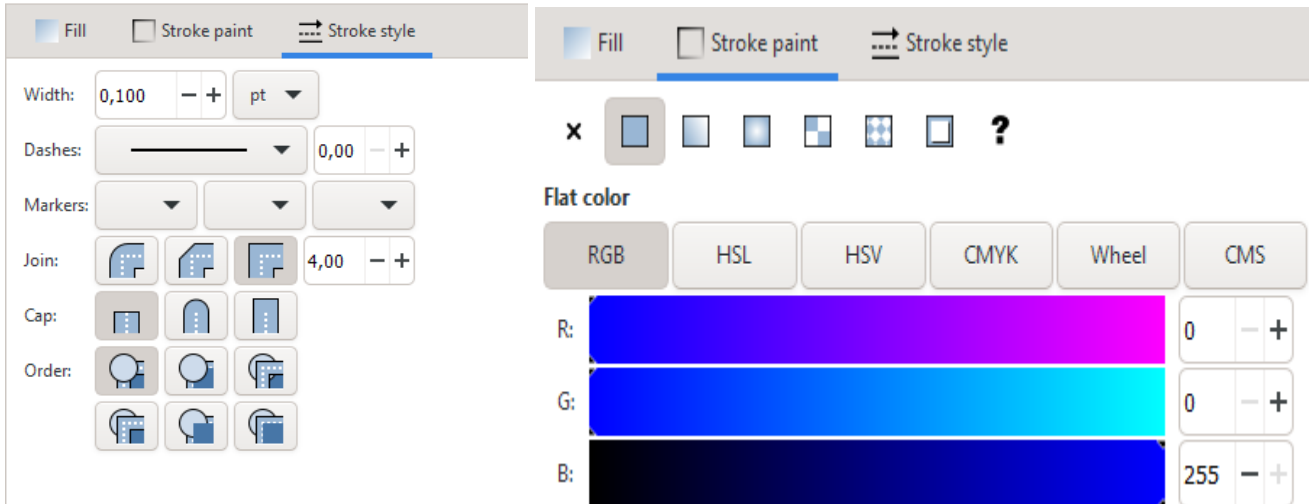 Fill Stroke paint Stroke style
Width: 0,100 pt
Dashes: 0,00
Markers:
Join: 4,00
Cap:
Order:
Fill Stroke paint Stroke style
Flat color
RGB HSL HSV CMYK Wheel CMS
R: 0
G: 0
B: 255